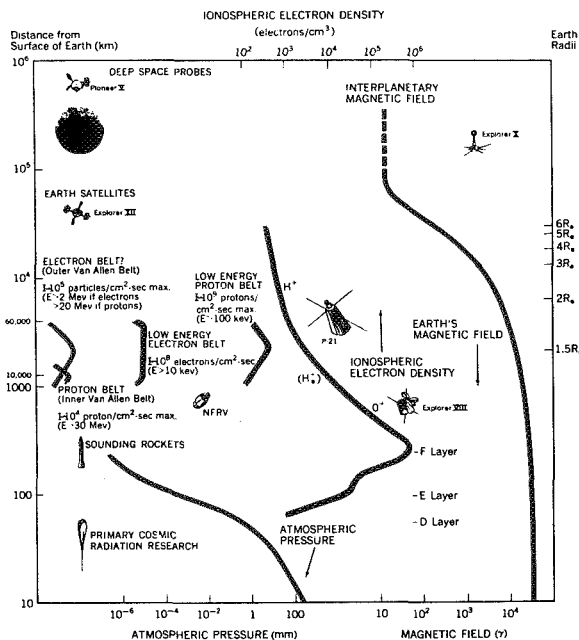 IONOSPHERIC ELECTRON DENSITY
(electrons/cm³)
Distance from
Surface of Earth (km)
10² 10³ 10⁴ 10⁵ 10⁶
Earth
Radii
10⁶
DEEP SPACE PROBES
Pioneer V
INTERPLANETARY
MAGNETIC FIELD
Explorer X
10⁵
EARTH SATELLITES
Explorer XII
6Rₑ
5Rₑ
4Rₑ
3Rₑ
2Rₑ
1.5Rₑ
ELECTRON BELT?
(Outer Van Allen Belt)
10⁵ particles/cm²-sec max.
(E~2 Mev if electrons
>20 Mev if protons)
10⁴
LOW ENERGY
PROTON BELT
10⁹ protons/
cm²-sec max.
(E~100 kev)
H⁺
P-21
60,000
LOW ENERGY
ELECTRON BELT
10⁸ electrons/cm²-sec
(E>10 kev)
EARTH'S
MAGNETIC FIELD
IONOSPHERIC
ELECTRON DENSITY
10,000
1000
PROTON BELT
(Inner Van Allen Belt)
10⁴ proton/cm²-sec max.
(E~30 Mev)
NERV
O⁺
Explorer VIII
SOUNDING ROCKETS
-F Layer
100
-E Layer
-D Layer
ATMOSPHERIC
PRESSURE
PRIMARY COSMIC
RADIATION RESEARCH
10
10⁻⁶ 10⁻⁴ 10⁻² 1 100 10 10² 10³ 10⁴
ATMOSPHERIC PRESSURE (mm)
MAGNETIC FIELD (γ)